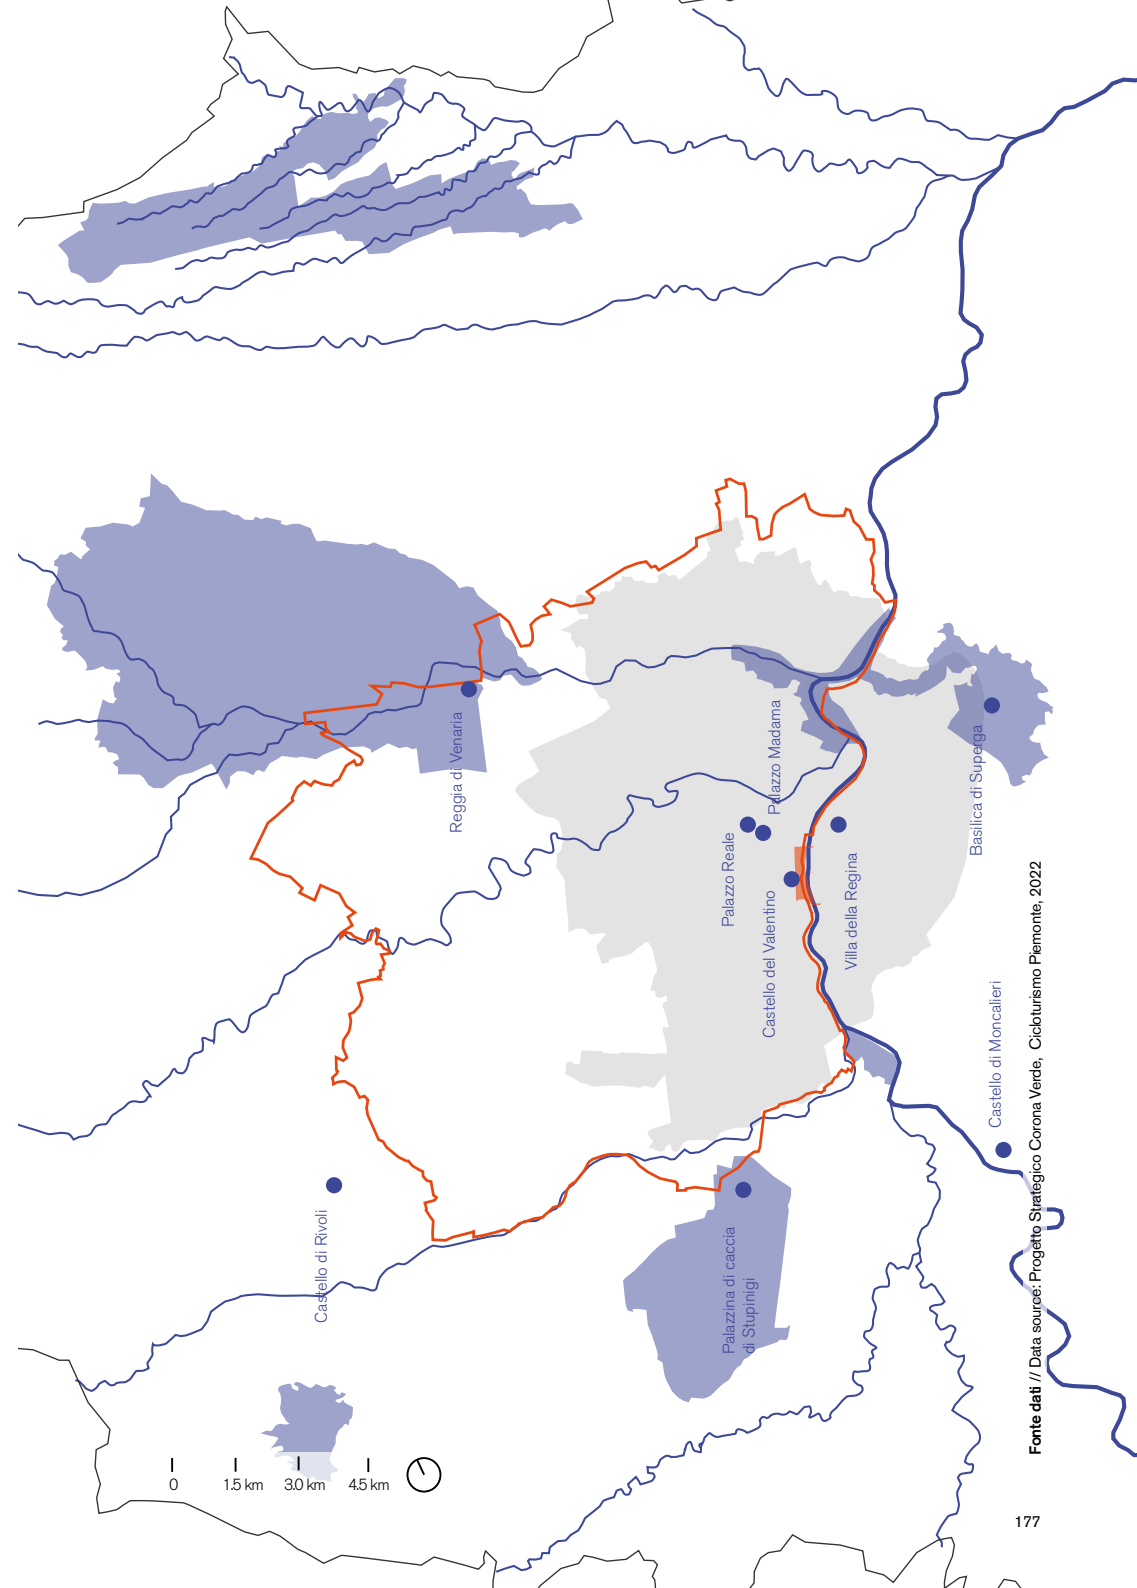 Reggia di Venaria
Palazzo Madama
Palazzo Reale
Castello del Valentino
Villa della Regina
Basilica di Superga
Castello di Moncalieri
Castello di Rivoli
Palazzina di caccia
di Stupinigi
Fonte dati // Data source: Progetto Strategico Corona Verde, Cicloturismo Piemonte, 2022
0 1.5 km 3.0 km 4.5 km
177